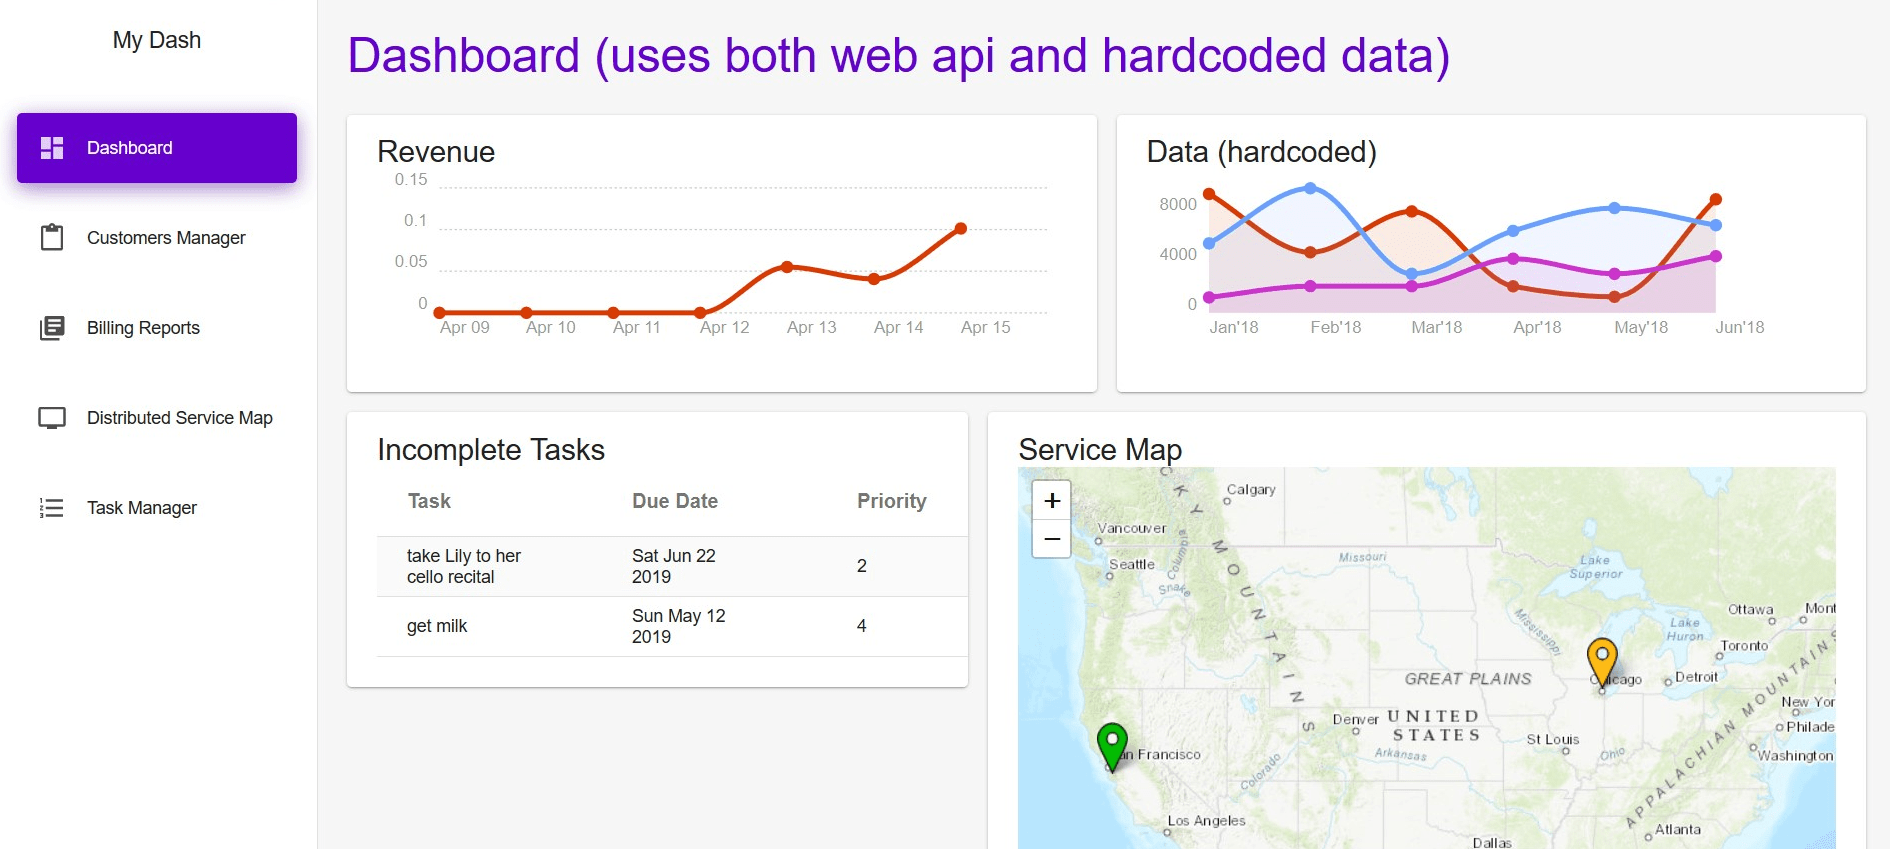 My Dash
Dashboard
Customers Manager
Billing Reports
Distributed Service Map
Task Manager
Dashboard (uses both web api and hardcoded data)
Revenue
0.15
0.1
0.05
0
Apr 09 Apr 10 Apr 11 Apr 12 Apr 13 Apr 14 Apr 15
Data (hardcoded)
8000
4000
0
Jan'18 Feb'18 Mar'18 Apr'18 May'18 Jun'18
Incomplete Tasks
Task Due Date Priority
take Lily to her
cello recital
Sat Jun 22
2019
2
get milk
Sun May 12
2019
4
Service Map
+
−
CKY MOUNTAINS
Calgary
Vancouver
Columbia
Seattle
Snake
Missouri
Lake
Superior
Mississippi
Ottawa
Mont
Lake
Huron
Toronto
Detroit
GREAT PLAINS
New Yor
Philade
Washington
Denver
UNITED
STATES
St Louis
Ohio
Arkansas
Colorado
an Francisco
APPALACHIAN MOUNTAINS
Los Angeles
Atlanta
Dallas